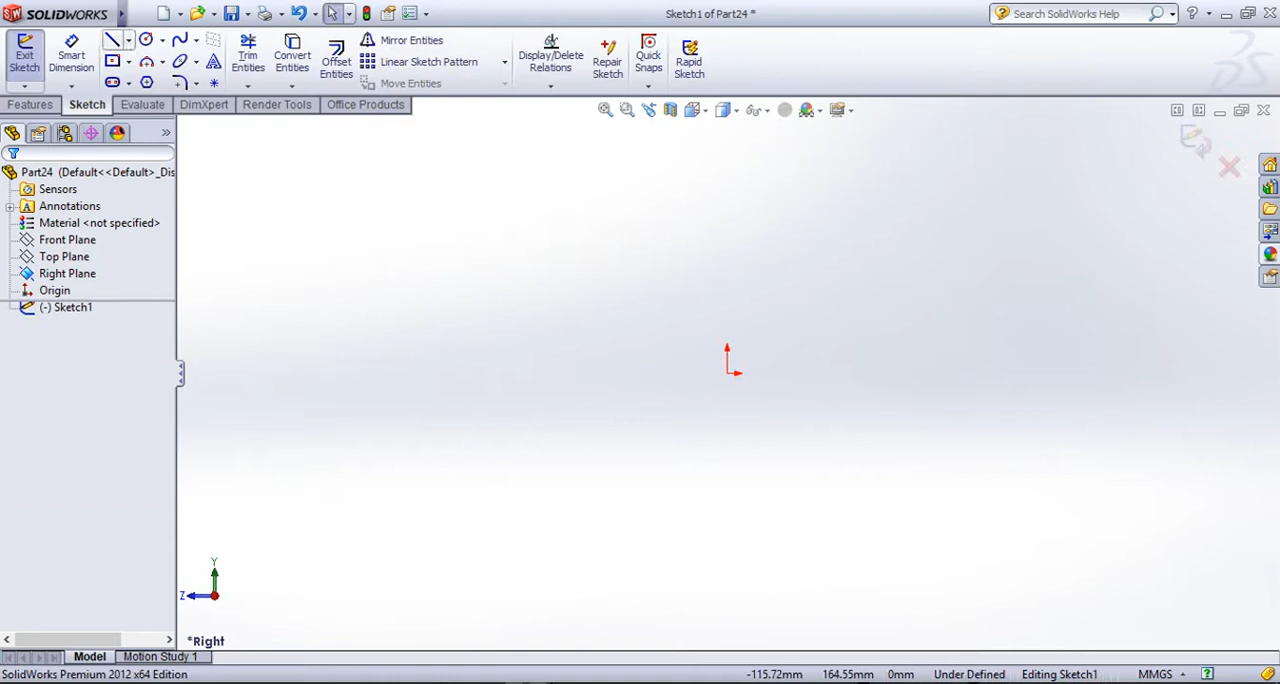 SOLIDWORKS
Sketch1 of Part24
Search SolidWorks Help
Exit Sketch
Smart Dimension
Trim Entities
Convert Entities
Offset Entities
Mirror Entities
Linear Sketch Pattern
Move Entities
Display/Delete Relations
Repair Sketch
Quick Snaps
Rapid Sketch
Features
Sketch
Evaluate
DimXpert
Render Tools
Office Products
Part24 (Default<<Default>_Dis
Sensors
Annotations
Material <not specified>
Front Plane
Top Plane
Right Plane
Origin
(-) Sketch1
Y
Z
*Right
Model
Motion Study 1
SolidWorks Premium 2012 x64 Edition
-115.72mm
164.55mm
0mm
Under Defined
Editing Sketch1
MMGS